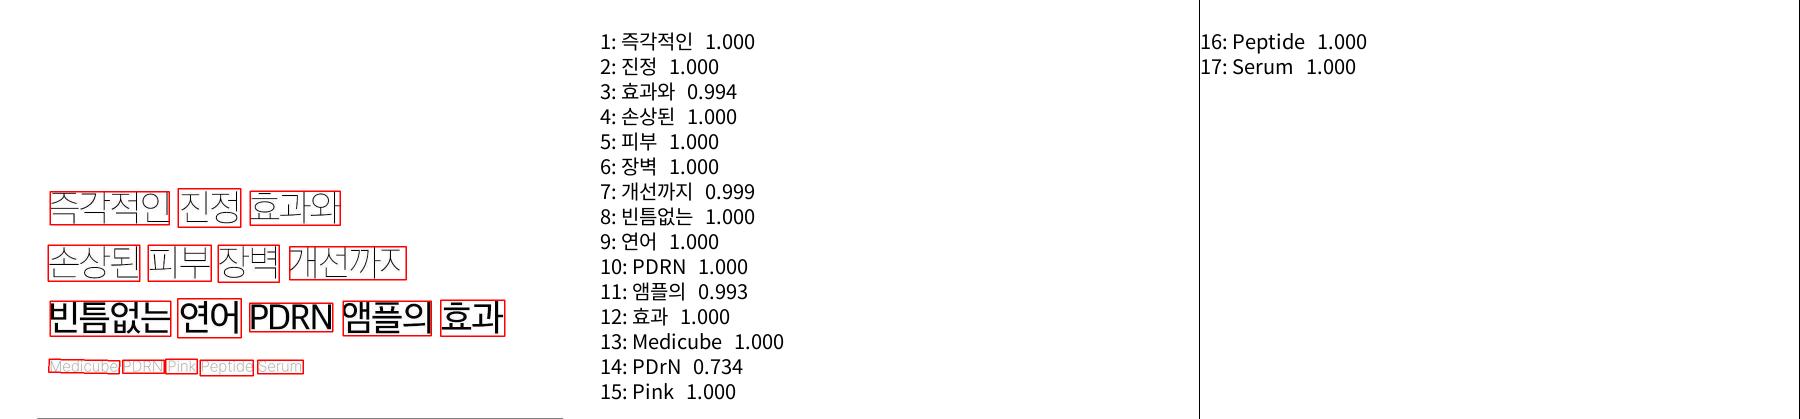 즉각적인 진정 효과와
손상된 피부 장벽 개선까지
빈틈없는 연어 PDRN 앰플의 효과
Medicube PDRN Pink Peptide Serum
1: 즉각적인 1.000
2: 진정 1.000
3: 효과와 0.994
4: 손상된 1.000
5: 피부 1.000
6: 장벽 1.000
7: 개선까지 0.999
8: 빈틈없는 1.000
9: 연어 1.000
10: PDRN 1.000
11: 앰플의 0.993
12: 효과 1.000
13: Medicube 1.000
14: PDrN 0.734
15: Pink 1.000
16: Peptide 1.000
17: Serum 1.000